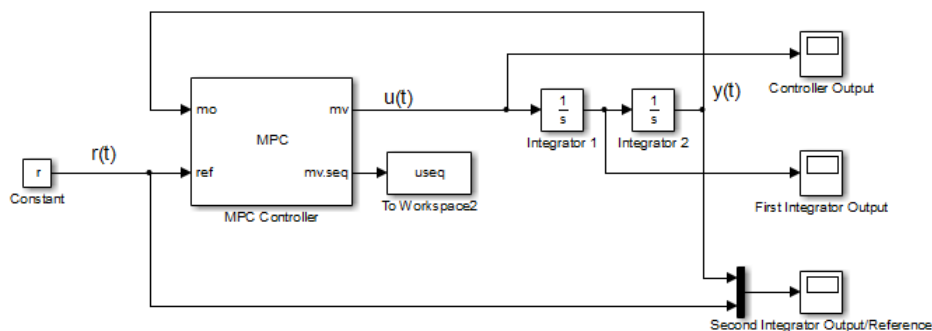 r(t)
r
Constant
mo
ref
MPC
mv
mv.seq
MPC Controller
u(t)
useq
To Workspace2
1
s
Integrator 1
1
s
Integrator 2
y(t)
Controller Output
First Integrator Output
Second Integrator Output/Reference